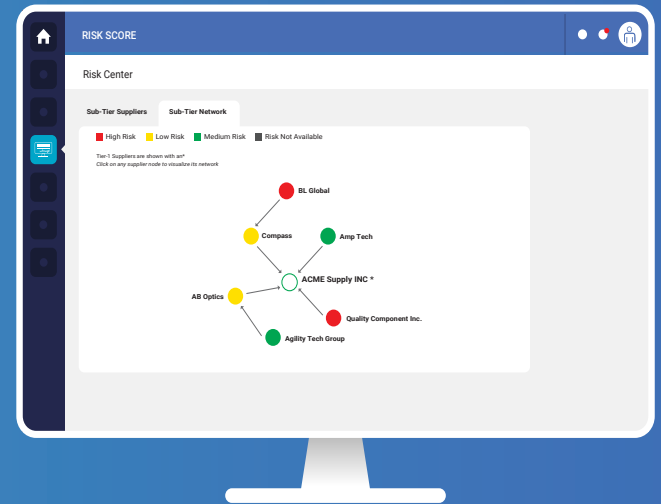 RISK SCORE
Risk Center
Sub-Tier Suppliers Sub-Tier Network
High Risk Low Risk Medium Risk Risk Not Available
Tier-1 Suppliers are shown with an*
Click on any supplier node to visualize its network
BL Global
Compass Amp Tech
ACME Supply INC *
AB Optics
Quality Component Inc.
Agility Tech Group